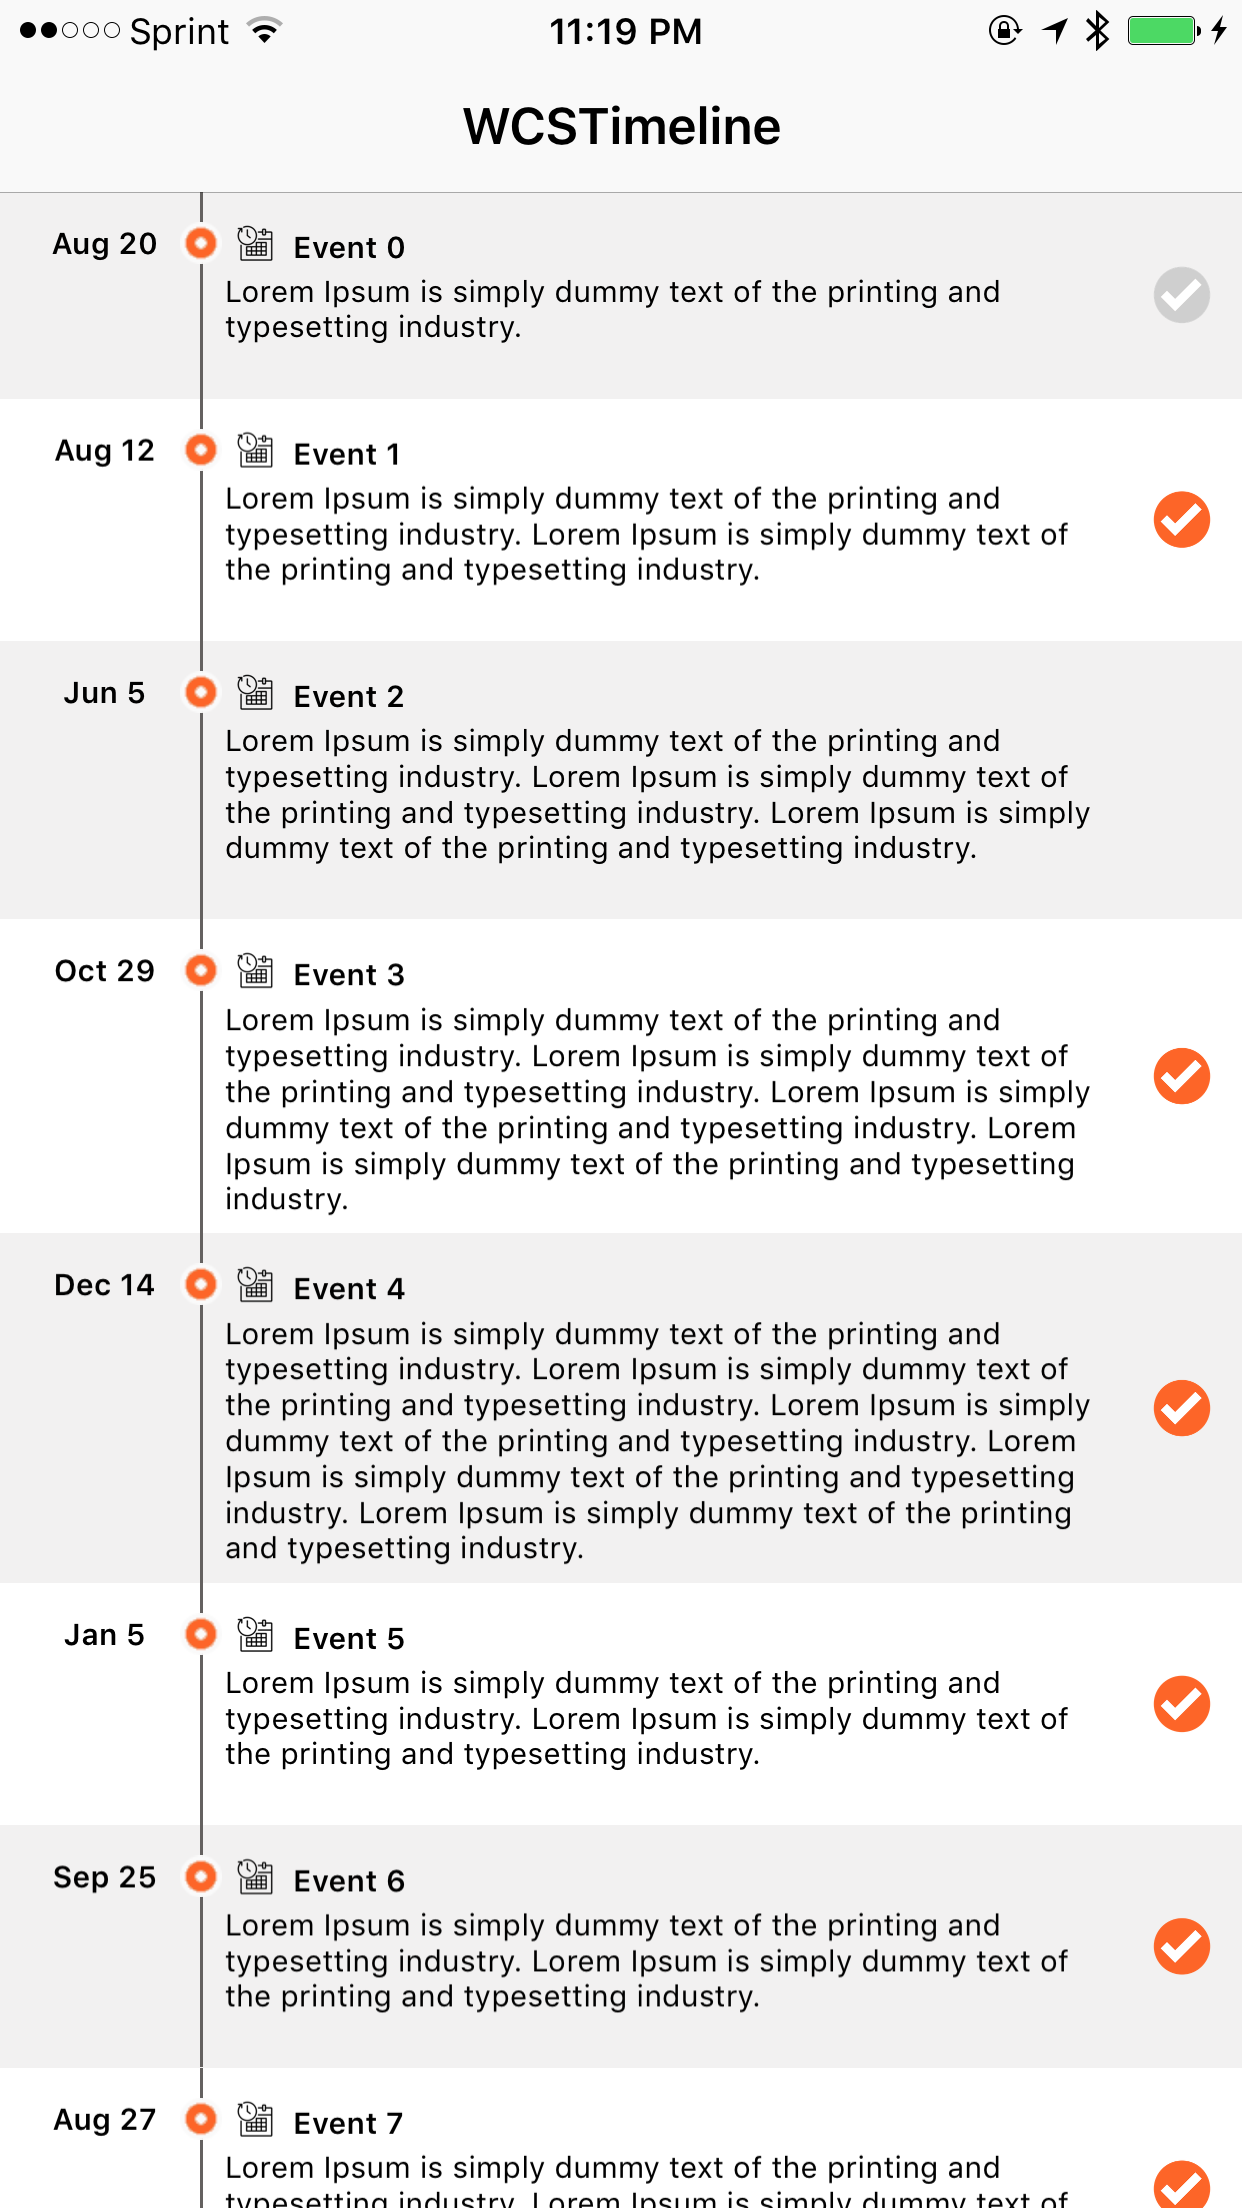 Sprint 11:19 PM
WCSTimeline
Aug 20 Event 0
Lorem Ipsum is simply dummy text of the printing and
typesetting industry.
Aug 12 Event 1
Lorem Ipsum is simply dummy text of the printing and
typesetting industry. Lorem Ipsum is simply dummy text of
the printing and typesetting industry.
Jun 5 Event 2
Lorem Ipsum is simply dummy text of the printing and
typesetting industry. Lorem Ipsum is simply dummy text of
the printing and typesetting industry. Lorem Ipsum is simply
dummy text of the printing and typesetting industry.
Oct 29 Event 3
Lorem Ipsum is simply dummy text of the printing and
typesetting industry. Lorem Ipsum is simply dummy text of
the printing and typesetting industry. Lorem Ipsum is simply
dummy text of the printing and typesetting industry. Lorem
Ipsum is simply dummy text of the printing and typesetting
industry.
Dec 14 Event 4
Lorem Ipsum is simply dummy text of the printing and
typesetting industry. Lorem Ipsum is simply dummy text of
the printing and typesetting industry. Lorem Ipsum is simply
dummy text of the printing and typesetting industry. Lorem
Ipsum is simply dummy text of the printing and typesetting
industry. Lorem Ipsum is simply dummy text of the printing
and typesetting industry.
Jan 5 Event 5
Lorem Ipsum is simply dummy text of the printing and
typesetting industry. Lorem Ipsum is simply dummy text of
the printing and typesetting industry.
Sep 25 Event 6
Lorem Ipsum is simply dummy text of the printing and
typesetting industry. Lorem Ipsum is simply dummy text of
the printing and typesetting industry.
Aug 27 Event 7
Lorem Ipsum is simply dummy text of the printing and
typesetting industry. Lorem Ipsum is simply dummy text of